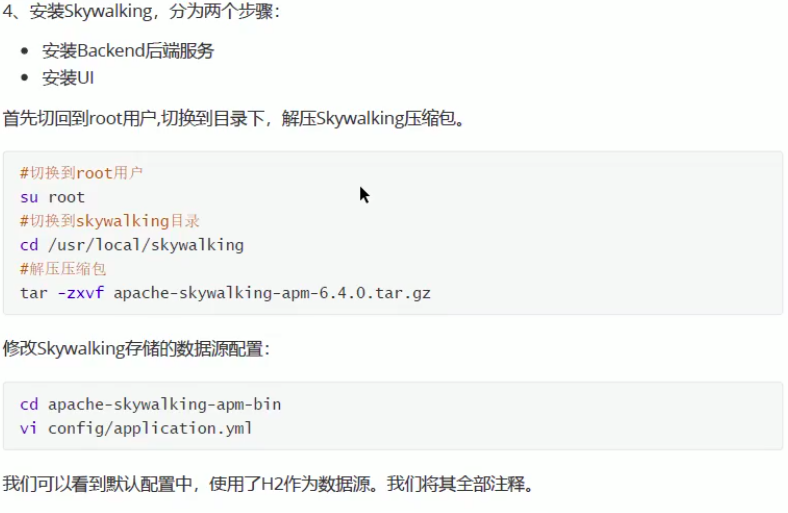 4、安装Skywalking，分为两个步骤：
安装Backend后端服务
安装UI
首先切回到root用户,切换到目录下，解压Skywalking压缩包。
#切换到root用户
su root
#切换到skywalking目录
cd /usr/local/skywalking
#解压压缩包
tar -zxvf apache-skywalking-apm-6.4.0.tar.gz
修改Skywalking存储的数据源配置：
cd apache-skywalking-apm-bin
vi config/application.yml
我们可以看到默认配置中，使用了H2作为数据源。我们将其全部注释。